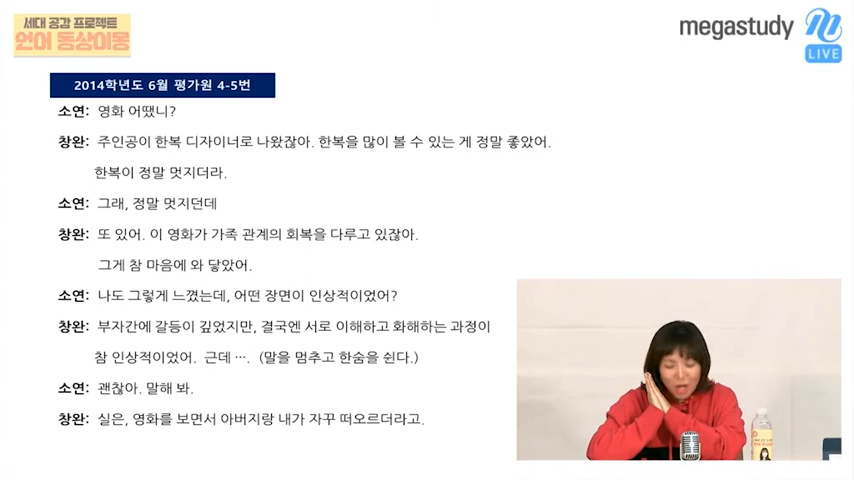 세대 공감 프로젝트
언어 동상이몽
megastudy
LIVE
2014학년도 6월 평가원 4-5번
소연: 영화 어땠니?
창완: 주인공이 한복 디자이너로 나왔잖아. 한복을 많이 볼 수 있는 게 정말 좋았어.
한복이 정말 멋지더라.
소연: 그래, 정말 멋지던데
창완: 또 있어. 이 영화가 가족 관계의 회복을 다루고 있잖아.
그게 참 마음에 와 닿았어.
소연: 나도 그렇게 느꼈는데, 어떤 장면이 인상적이었어?
창완: 부자간에 갈등이 깊었지만, 결국엔 서로 이해하고 화해하는 과정이
참 인상적이었어. 근데 …. (말을 멈추고 한숨을 쉰다.)
소연: 괜찮아. 말해 봐.
창완: 실은, 영화를 보면서 아버지랑 내가 자꾸 떠오르더라고.